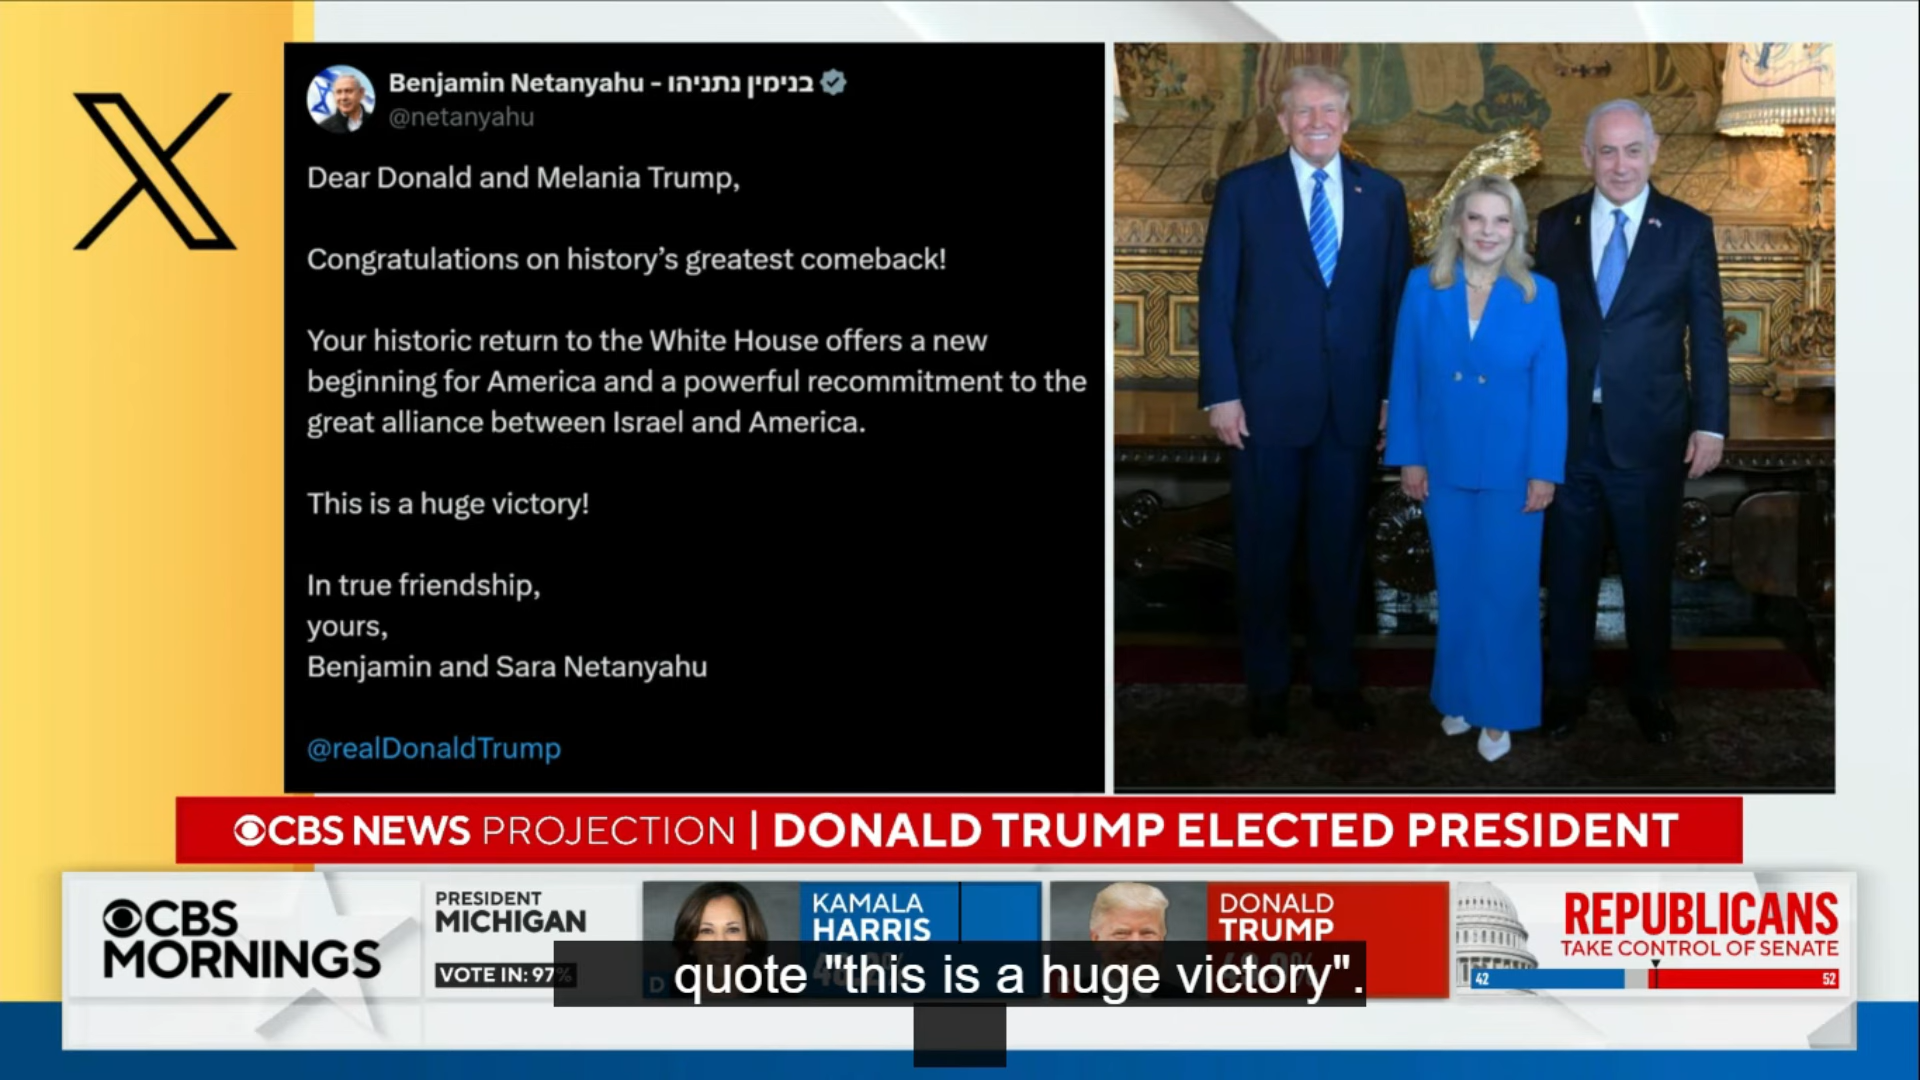 Benjamin Netanyahu - בנימין נתניהו
@netanyahu
Dear Donald and Melania Trump,
Congratulations on history’s greatest comeback!
Your historic return to the White House offers a new
beginning for America and a powerful recommitment to the
great alliance between Israel and America.
This is a huge victory!
In true friendship,
yours,
Benjamin and Sara Netanyahu
@realDonaldTrump
CBS NEWS PROJECTION | DONALD TRUMP ELECTED PRESIDENT
CBS
MORNINGS
PRESIDENT
MICHIGAN
VOTE IN: 97%
KAMALA
HARRIS
D
DONALD
TRUMP
REPUBLICANS
TAKE CONTROL OF SENATE
42
52
quote "this is a huge victory".